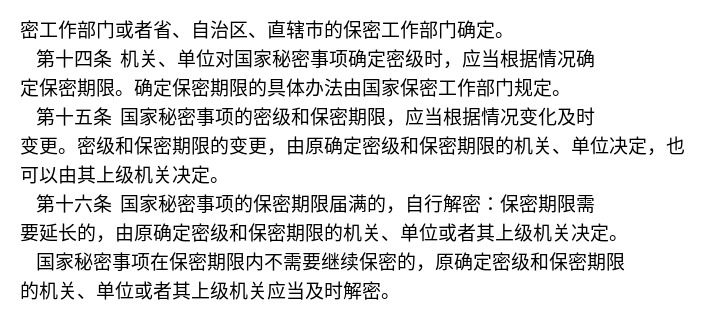 密工作部门或者省、自治区、直辖市的保密工作部门确定。
第十四条 机关、单位对国家秘密事项确定密级时，应当根据情况确
定保密期限。确定保密期限的具体办法由国家保密工作部门规定。
第十五条 国家秘密事项的密级和保密期限，应当根据情况变化及时
变更。密级和保密期限的变更，由原确定密级和保密期限的机关、单位决定，也
可以由其上级机关决定。
第十六条 国家秘密事项的保密期限届满的，自行解密：保密期限需
要延长的，由原确定密级和保密期限的机关、单位或者其上级机关决定。
国家秘密事项在保密期限内不需要继续保密的，原确定密级和保密期限
的机关、单位或者其上级机关应当及时解密。